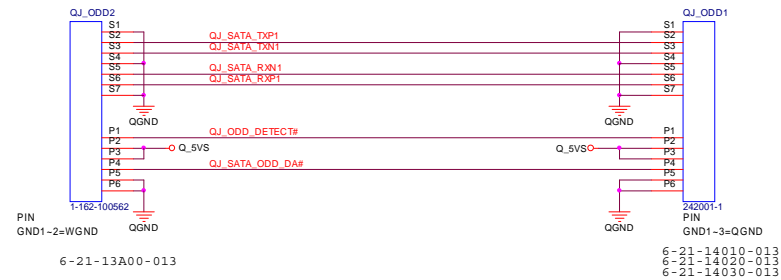 QJ_ODD2
QJ_ODD1
S1
S2
S3
S4
S5
S6
S7
QJ_SATA_TXP1
QJ_SATA_TXN1
QJ_SATA_RXN1
QJ_SATA_RXP1
S1
S2
S3
S4
S5
S6
S7
QGND
QGND
P1
P2
P3
P4
P5
P6
QJ_ODD_DETECT#
Q_5VS
Q_5VS
QJ_SATA_ODD_DA#
P1
P2
P3
P4
P5
P6
1-162-100562
QGND
QGND
242001-1
PIN
GND1~2=WGND
PIN
GND1~3=QGND
6-21-13A00-013
6-21-14010-013
6-21-14020-013
6-21-14030-013